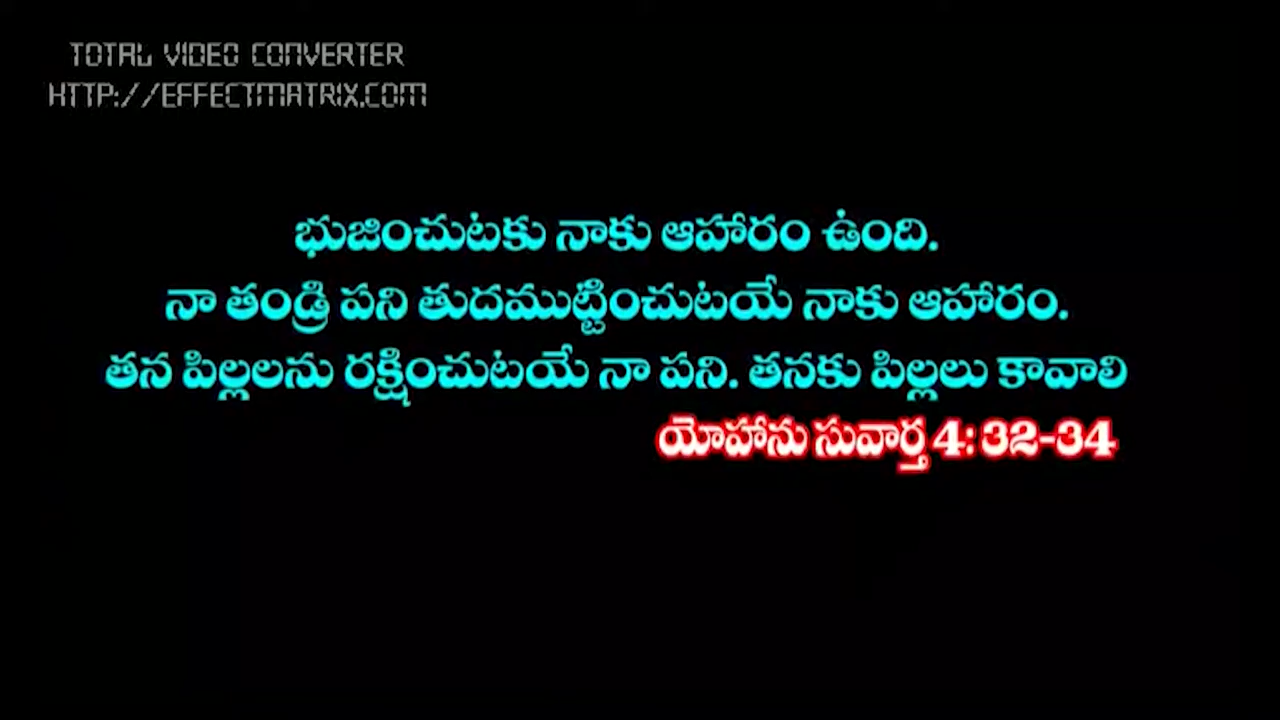 TOTAL VIDEO CONVERTER
HTTP://EFFECTMATRIX.COM
భుజించుటకు నాకు ఆహారం ఉంది.
నా తండ్రి పని తుదముట్టించుటయే నాకు ఆహారం.
తన పిల్లలను రక్షించుటయే నా పని. తనకు పిల్లలు కావాలి
యోహాను సువార్త 4: 32-34